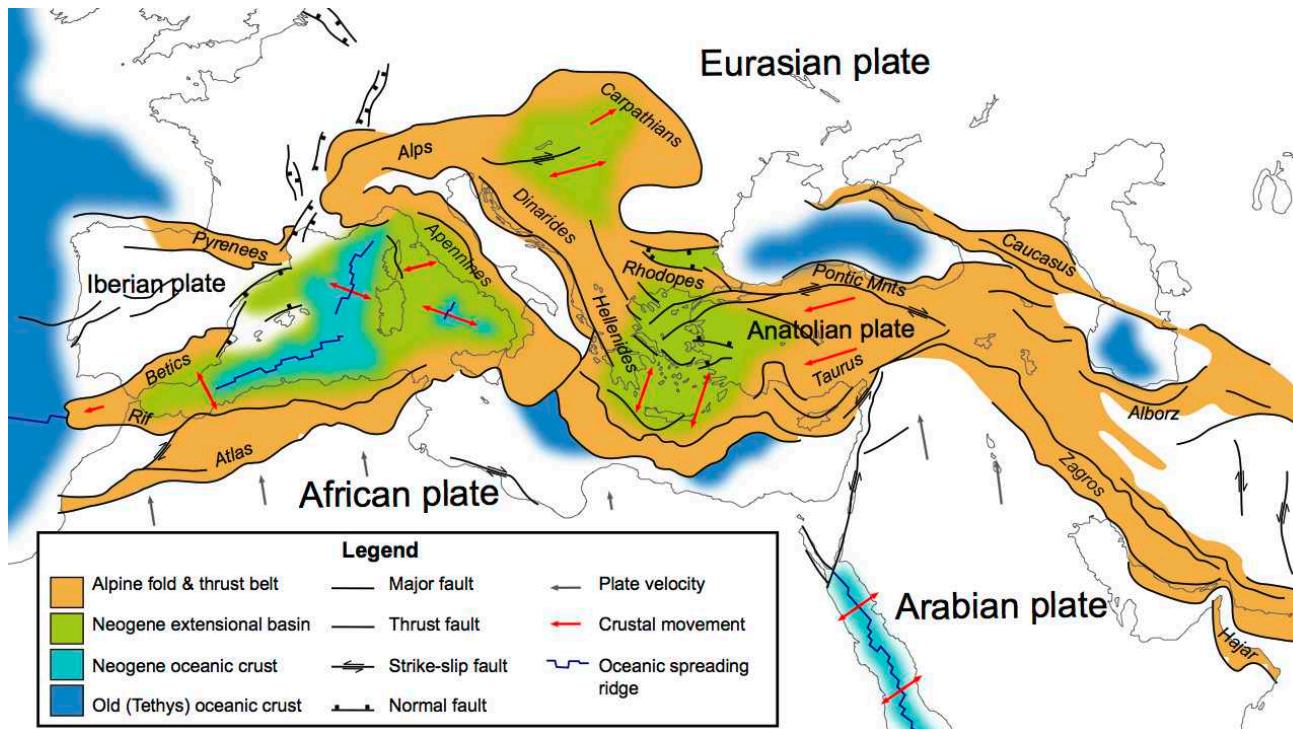 Eurasian plate
Carpathians
Alps
Dinarides
Pyrenees
Apennines
Caucasus
Iberian plate
Rhodopes
Pontic Mnts
Hellenides
Anatolian plate
Betics
Taurus
Rif
Alborz
Atlas
Zagros
African plate
Arabian plate
Hajar
Legend
Alpine fold & thrust belt
Major fault
Plate velocity
Neogene extensional basin
Thrust fault
Crustal movement
Neogene oceanic crust
Strike-slip fault
Oceanic spreading
ridge
Old (Tethys) oceanic crust
Normal fault